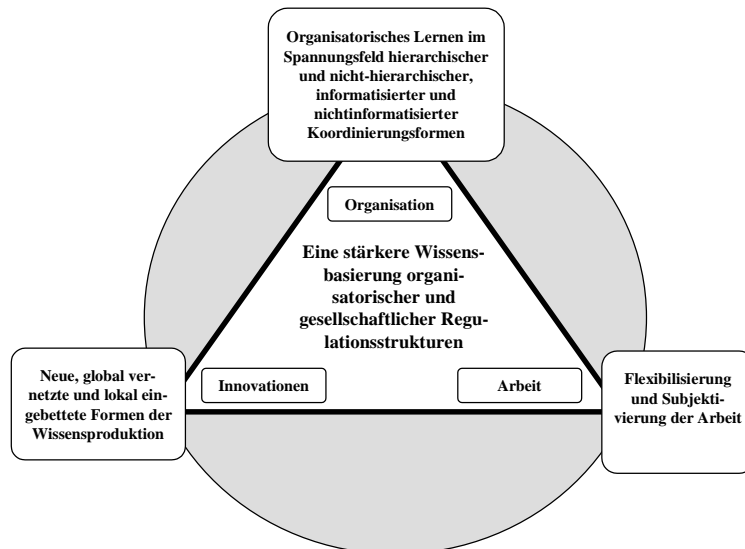 Organisatorisches Lernen im
Spannungsfeld hierarchischer
und nicht-hierarchischer,
informatisierter und
nichtinformatisierter
Koordinierungsformen
Organisation
Eine stärkere Wissens-
basierung organi-
satorischer und
gesellschaftlicher Regu-
lationsstrukturen
Neue, global ver-
netzte und lokal ein-
gebettete Formen der
Wissensproduktion
Innovationen
Arbeit
Flexibilisierung
und Subjekti-
vierung der Arbeit